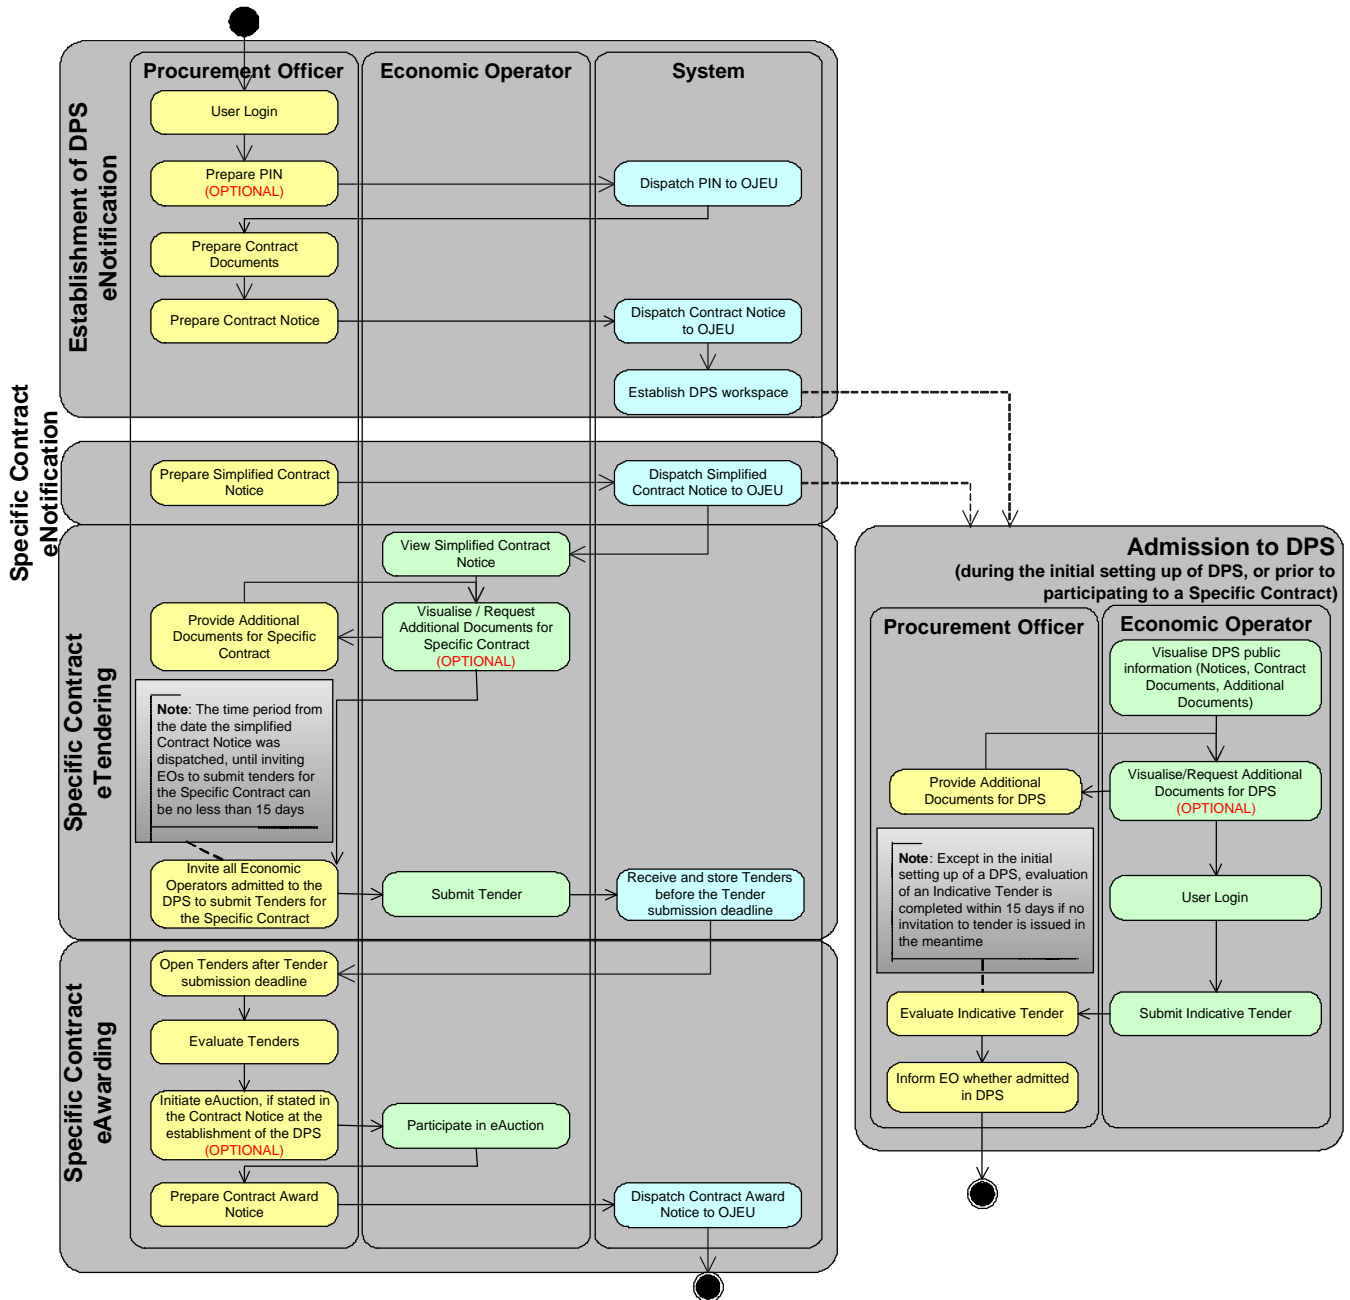 Establishment of DPS
eNotification
Procurement Officer
Economic Operator
System
User Login
Prepare PIN
(OPTIONAL)
Dispatch PIN to OJEU
Prepare Contract
Documents
Prepare Contract Notice
Dispatch Contract Notice
to OJEU
Establish DPS workspace
Specific Contract
eNotification
Prepare Simplified Contract
Notice
Dispatch Simplified
Contract Notice to OJEU
Specific Contract
eTendering
View Simplified Contract
Notice
Provide Additional
Documents for Specific
Contract
Visualise / Request
Additional Documents for
Specific Contract
(OPTIONAL)
Note: The time period from
the date the simplified
Contract Notice was
dispatched, until inviting
EOs to submit tenders for
the Specific Contract can
be no less than 15 days
Invite all Economic
Operators admitted to the
DPS to submit Tenders for
the Specific Contract
Submit Tender
Receive and store Tenders
before the Tender
submission deadline
Specific Contract
eAwarding
Open Tenders after Tender
submission deadline
Evaluate Tenders
Initiate eAuction, if stated in
the Contract Notice at the
establishment of the DPS
(OPTIONAL)
Participate in eAuction
Prepare Contract Award
Notice
Dispatch Contract Award
Notice to OJEU
Admission to DPS
(during the initial setting up of DPS, or prior to
participating to a Specific Contract)
Procurement Officer
Economic Operator
Visualise DPS public
information (Notices, Contract
Documents, Additional
Documents)
Provide Additional
Documents for DPS
Visualise/Request Additional
Documents for DPS
(OPTIONAL)
Note: Except in the initial
setting up of a DPS, evaluation
of an Indicative Tender is
completed within 15 days if no
invitation to tender is issued in
the meantime
User Login
Evaluate Indicative Tender
Submit Indicative Tender
Inform EO whether admitted
in DPS